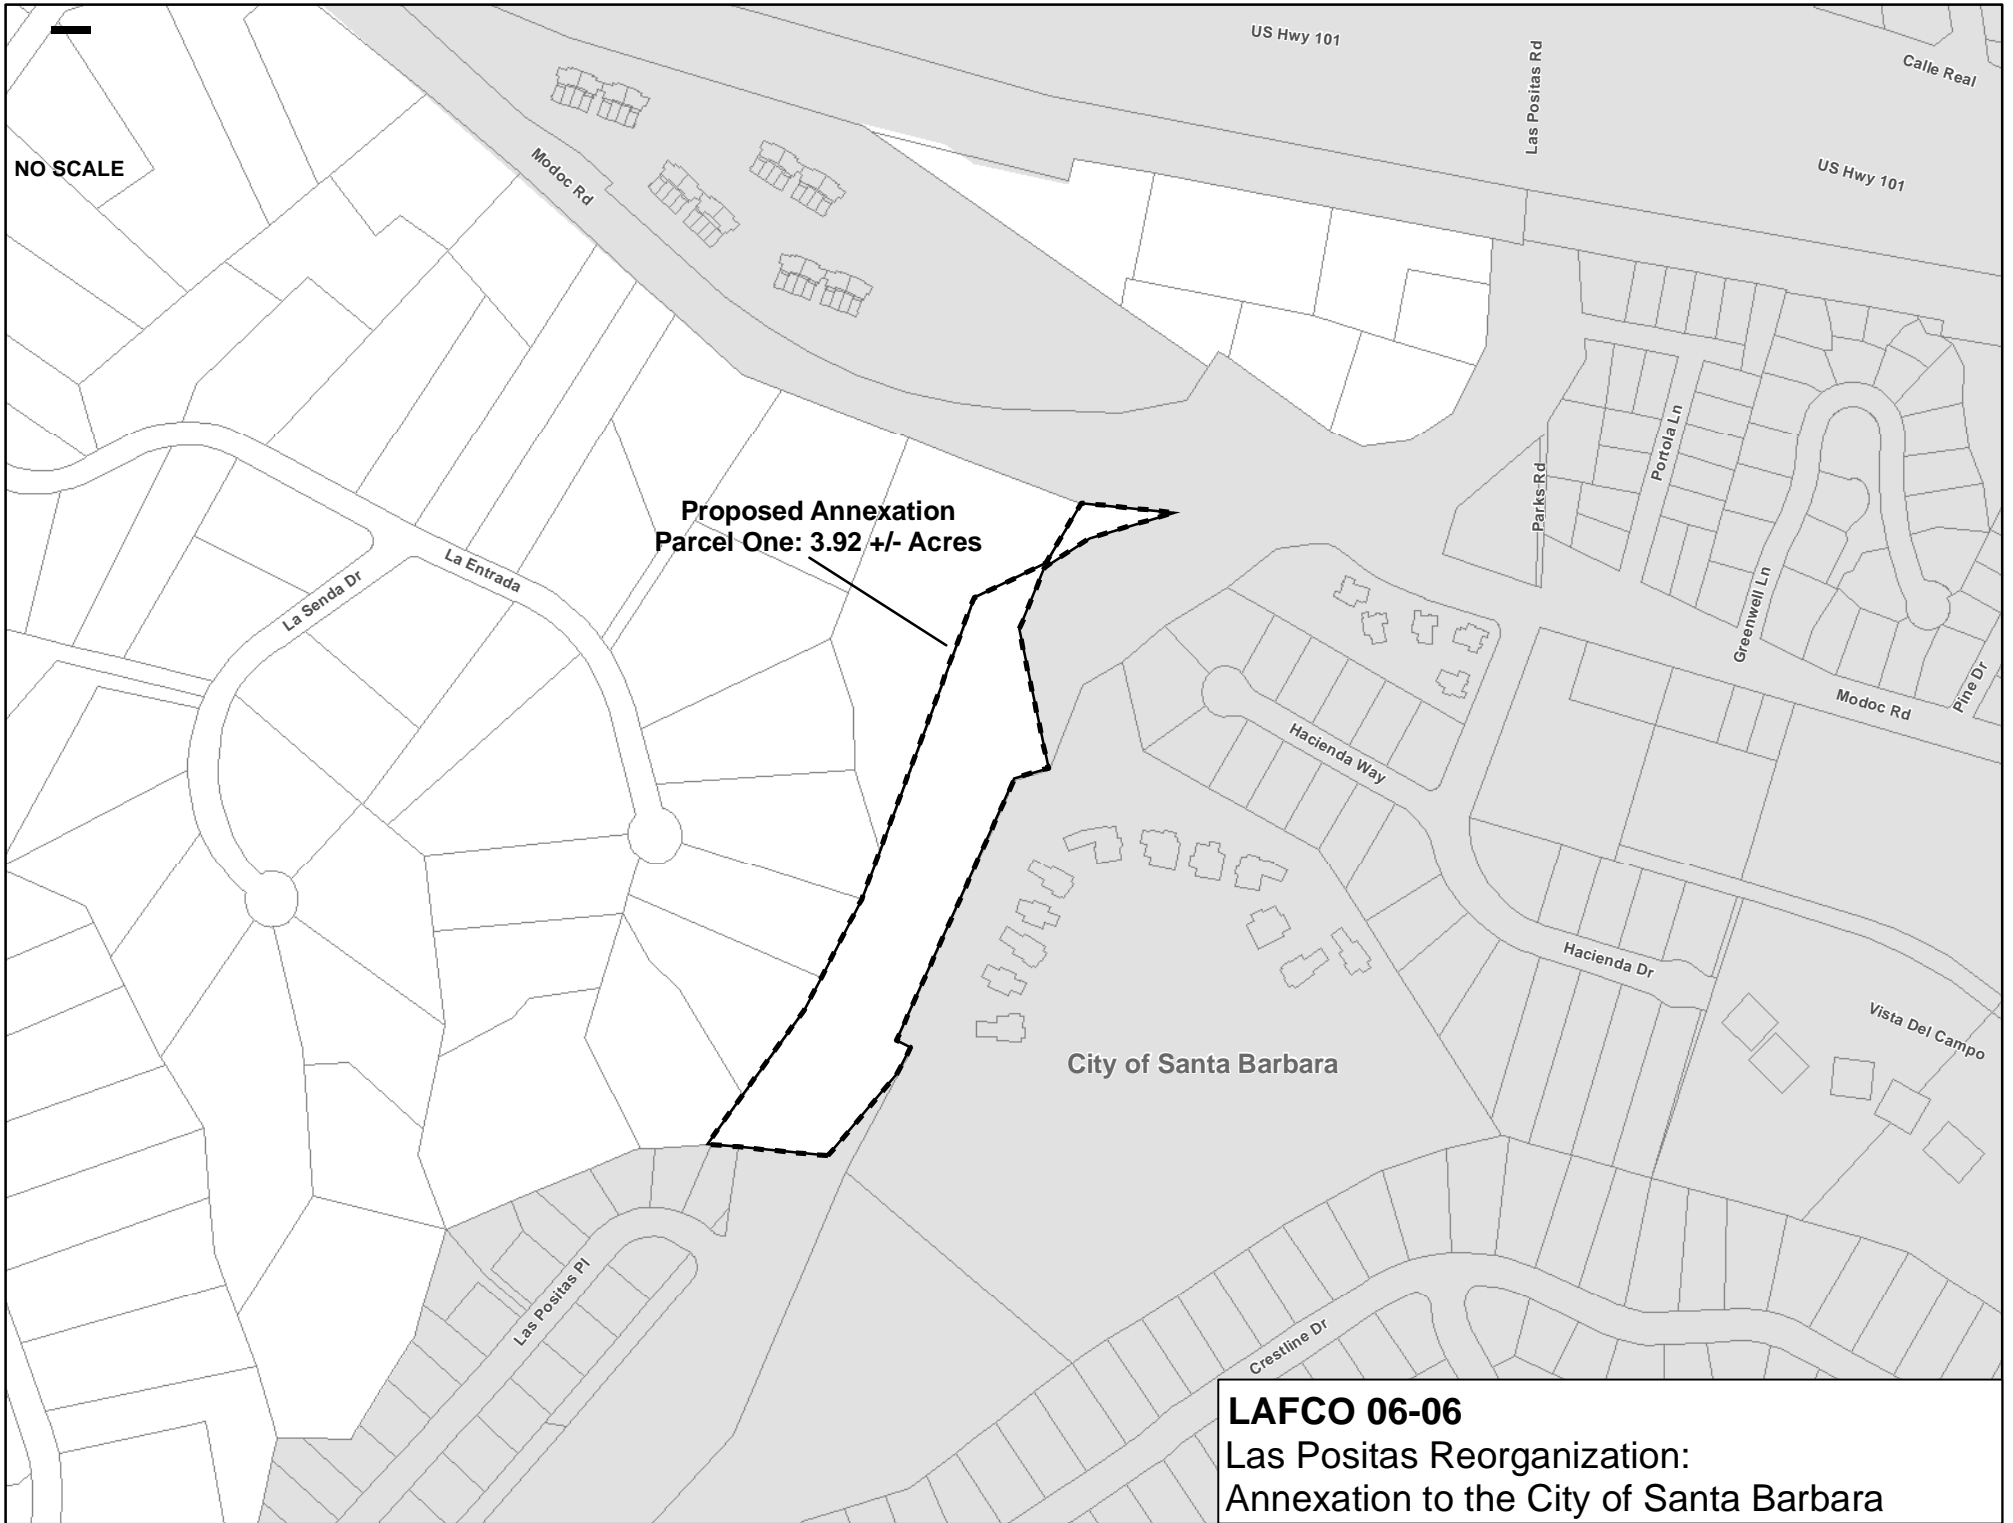 US Hwy 101
Las Positas Rd
Calle Real
NO SCALE
Modoc Rd
US Hwy 101
Portola Ln
Parks Rd
Proposed Annexation
Parcel One: 3.92 +/- Acres
La Entrada
La Senda Dr
Greenwell Ln
Pine Dr
Modoc Rd
Hacienda Way
Hacienda Dr
Vista Del Campo
City of Santa Barbara
Las Positas Pl
Crestline Dr
LAFCO 06-06
Las Positas Reorganization:
Annexation to the City of Santa Barbara